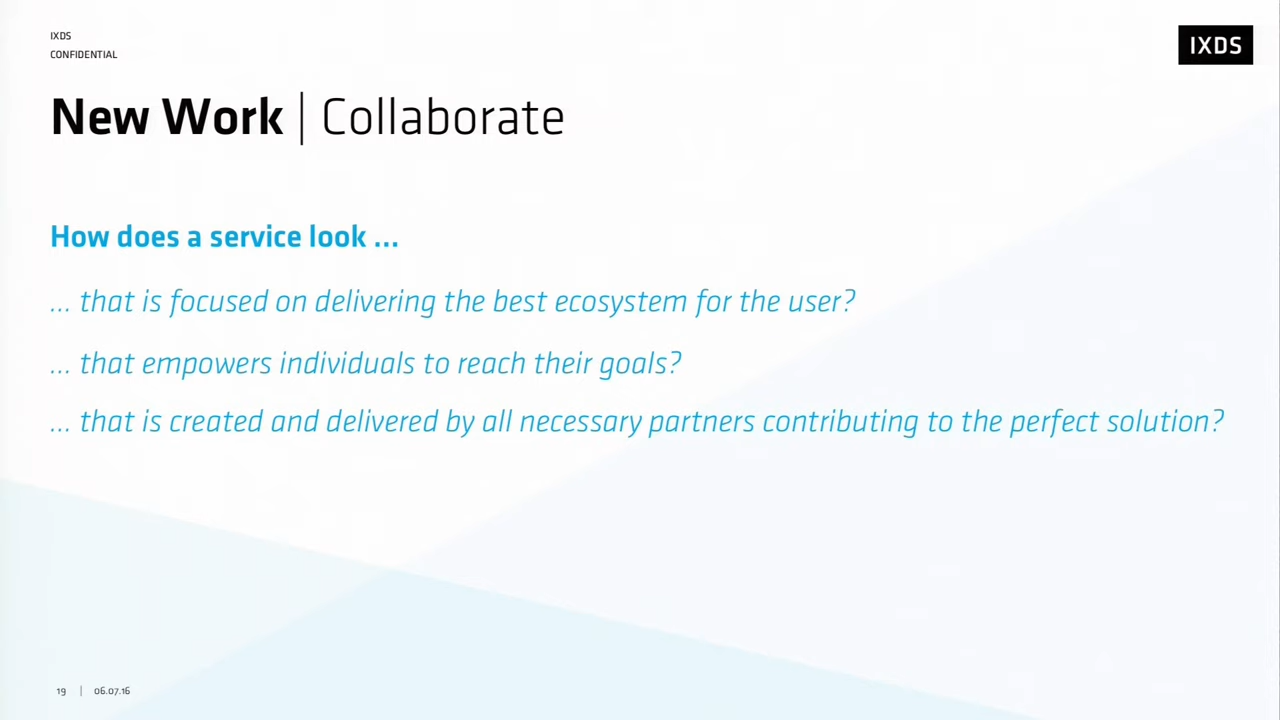 IXDS
CONFIDENTIAL
IXDS
New Work | Collaborate
How does a service look ...
... that is focused on delivering the best ecosystem for the user?
... that empowers individuals to reach their goals?
... that is created and delivered by all necessary partners contributing to the perfect solution?
19 | 06.07.16